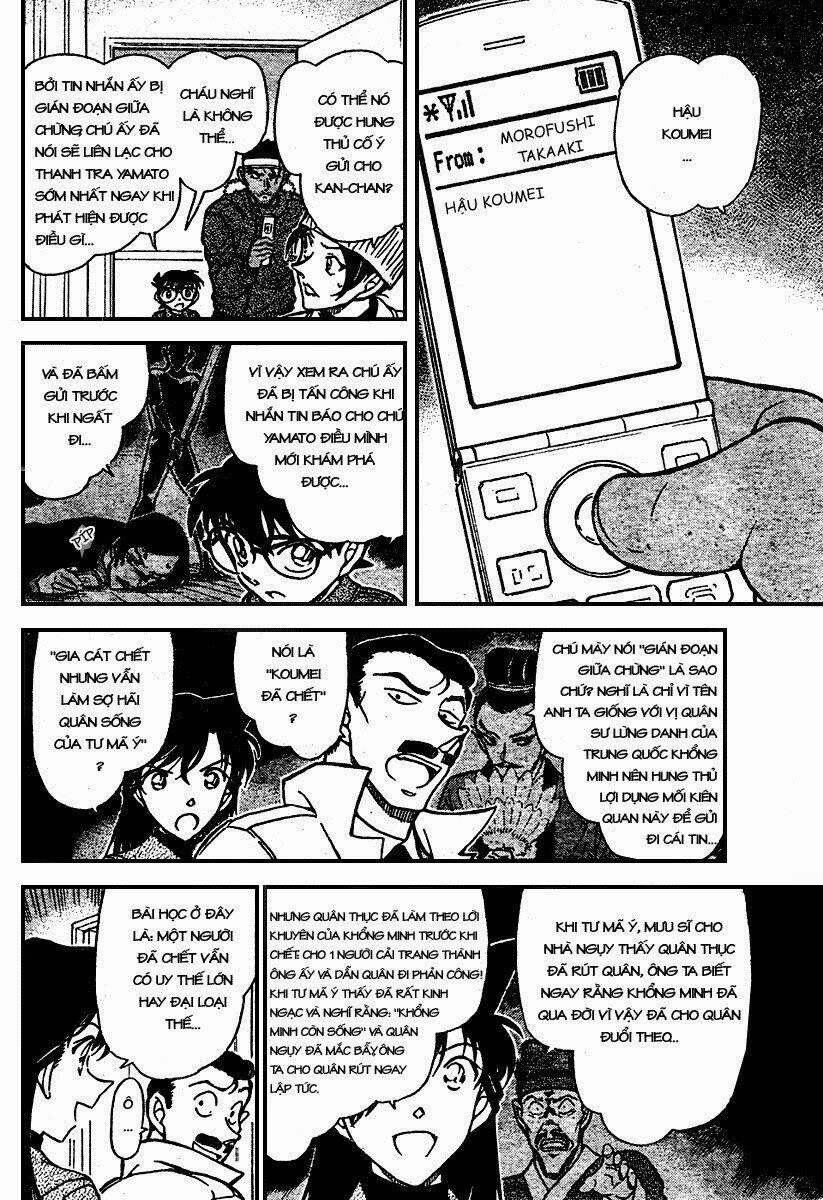 *
From:
MOROFUSHI
TAKAAKI
HẬU KOUMEI
HẬU
KOUMEI
...
CÓ THỂ NÓ
ĐƯỢC HUNG
THỦ CỐ Ý
GỬI CHO
KAN-CHAN?
CHÁU NGHĨ
LÀ KHÔNG
THỂ...
BỞI TIN NHẮN ẤY BỊ
GIÁN ĐOẠN GIỮA
CHỪNG, CHÚ ẤY ĐÃ
NÓI SẼ LIÊN LẠC CHO
THANH TRA YAMATO
SỚM NHẤT NGAY KHI
PHÁT HIỆN ĐƯỢC
ĐIỀU GÌ...
VÌ VẬY XEM RA CHÚ ẤY
ĐÃ BỊ TẤN CÔNG KHI
NHẮN TIN BÁO CHO CHÚ
YAMATO ĐIỀU MÌNH
MỚI KHÁM PHÁ
ĐƯỢC...
VÀ ĐÃ BẤM
GỬI TRƯỚC
KHI NGẤT
ĐI...
PÍP
CHÚ MÀY NÓI "GIÁN ĐOẠN
GIỮA CHỪNG" LÀ SAO
CHỨ? NGHĨ LÀ CHỈ VÌ TÊN
ANH TA GIỐNG VỚI VỊ QUÂN
SƯ LỪNG DANH CỦA
TRUNG QUỐC KHỔNG
MINH NÊN HUNG THỦ
LỢI DỤNG MỐI KIÊN
QUAN NÀY ĐỂ GỬI
ĐI CÁI TIN...
NÓI LÀ
"KOUMEI
ĐÃ CHẾT"
?
"GIA CÁT CHẾT
NHƯNG VẪN
LÀM SỢ HÃI
QUÂN SỐNG
CỦA TƯ MÃ Ý"
?
KHI TƯ MÃ Ý, MƯU SĨ CHO
NHÀ NGỤY THẤY QUÂN THỤC
ĐÃ RÚT QUÂN, ÔNG TA BIẾT
NGAY RẰNG KHỔNG MINH ĐÃ
QUA ĐỜI VÌ VẬY ĐÃ CHO QUÂN
ĐUỔI THEO...
NHƯNG QUÂN THỤC ĐÃ LÀM THEO LỜI
KHUYÊN CỦA KHỔNG MINH TRƯỚC KHI
CHẾT, CHO 1 NGƯỜI CẢI TRANG THÀNH
ÔNG ẤY VÀ DẪN QUÂN ĐI PHẢN CÔNG!
KHI TƯ MÃ Ý THẤY ĐÃ RẤT KINH
NGẠC VÀ NGHĨ RẰNG: "KHỔNG
MINH CÒN SỐNG" VÀ QUÂN
NGỤY ĐÃ MẮC BẪY, ÔNG
TA CHO QUÂN RÚT NGAY
LẬP TỨC.
BÀI HỌC Ở ĐÂY
LÀ: MỘT NGƯỜI
ĐÃ CHẾT VẪN
CÓ UY THẾ LỚN
HAY ĐẠI LOẠI
THẾ...
Ồ
...